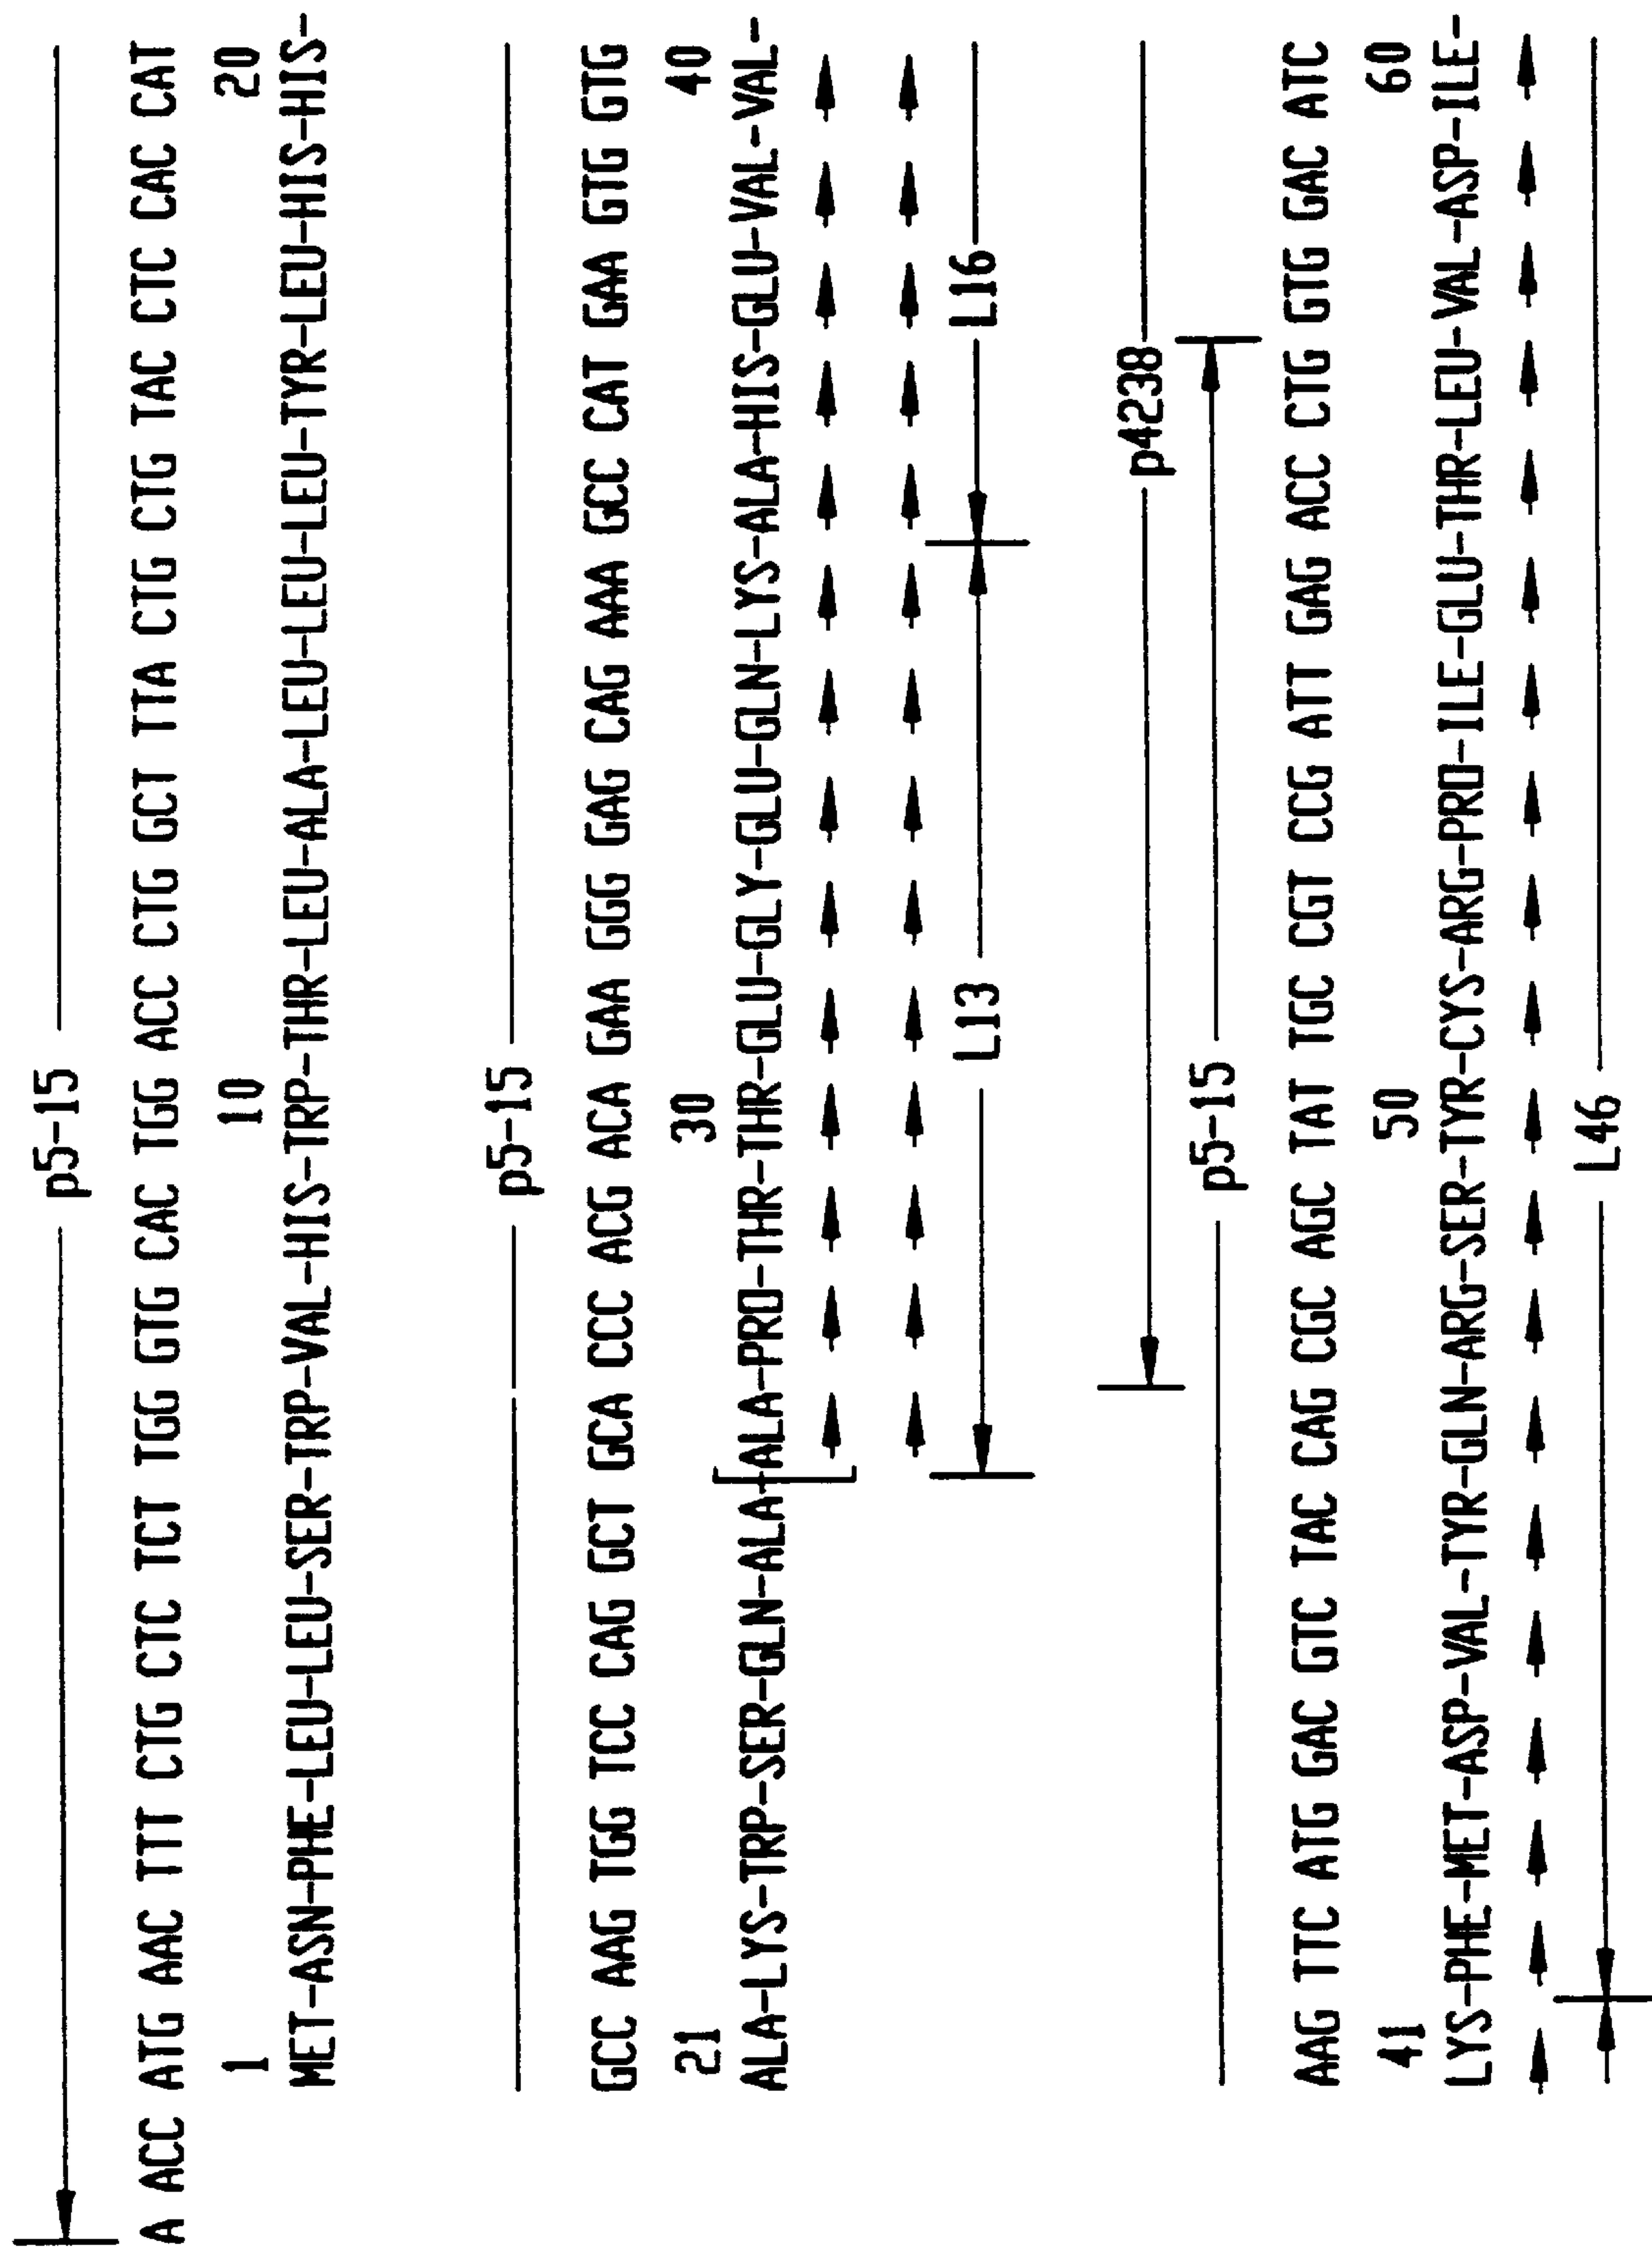 p5-15
A ACC ATG AAC TTT CTG CTC TCT TGG GTG CAC TGG ACC CTG GCT TTA CTG CTG TAC CTC CAC CAT
1 10 20
MET-ASN-PHE-LEU-LEU-SER-TRP-VAL-HIS-TRP-THR-LEU-ALA-LEU-LEU-LEU-TYR-LEU-HIS-HIS-
p5-15
GCC AAG TGG TCC CAG GCT GCA CCC ACG ACA GAA GGG GAG CAG AAA GCC CAT GAA GTG GTG
21 30 40
ALA-LYS-TRP-SER-GLN-ALA-ALA-PRO-THR-THR-GLU-GLY-GLU-GLN-LYS-ALA-HIS-GLU-VAL-VAL-
L13 L16
p4238
p5-15
AAG TTC ATG GAC GTC TAC CAG CGC AGC TAT TGC CGT CCG ATT GAG ACC CTG GTG GAC ATC
41 50 60
LYS-PHE-MET-ASP-VAL-TYR-GLN-ARG-SER-TYR-CYS-ARG-PRO-ILE-GLU-THR-LEU-VAL-ASP-ILE-
L46